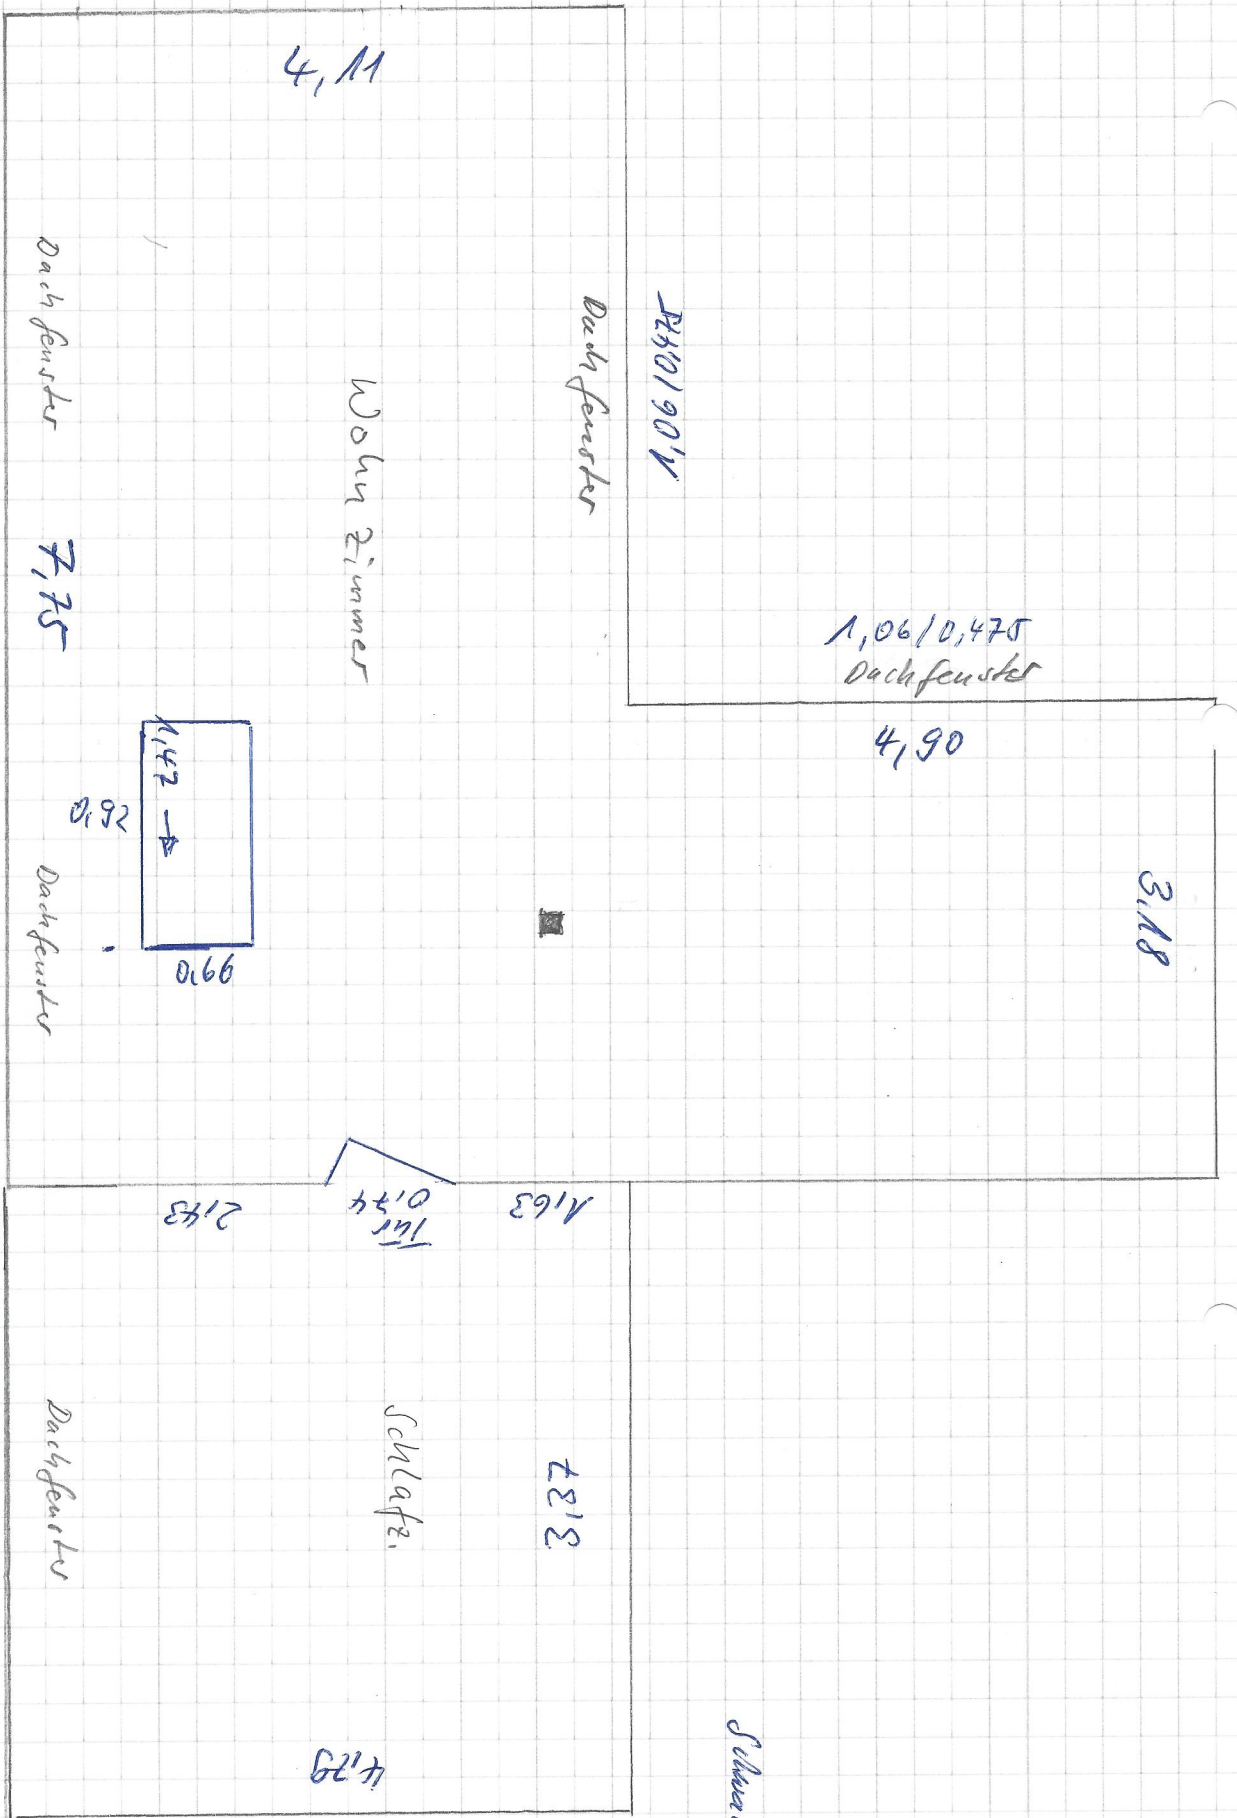 4,11
Dachfenster
1,06/0,475
Dachfenster
Wohnzimmer
7,75
1,06/0,475
Dachfenster
4,90
1,47
0,92
0,66
Dachfenster
3,18
2,43
0,74
Tür
1,63
Schlafz.
3,37
Dachfenster
4,79